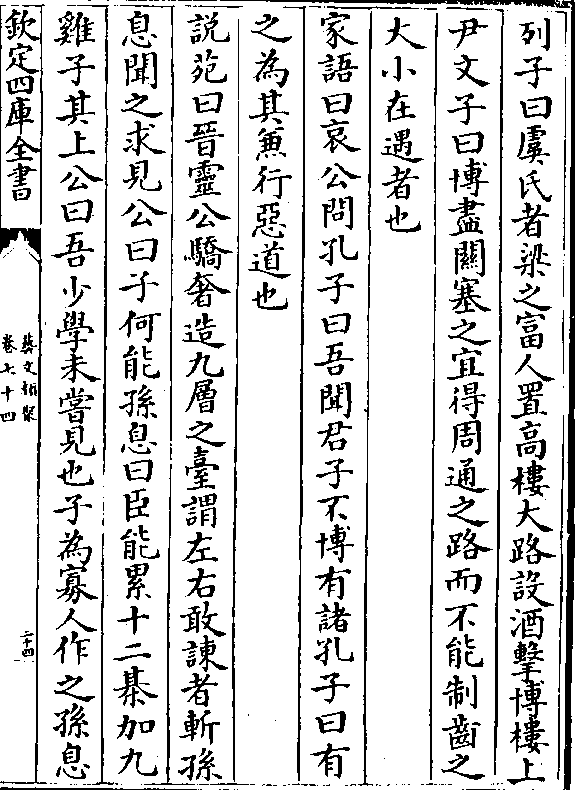 列子曰虞氏者梁之富人置高樓大路設酒擊博樓上
尹文子曰博盡關塞之宜得周通之路而不能制齒之
大小在遇者也
家語曰哀公問孔子曰吾聞君子不博有諸孔子曰有
之為其兼行惡道也
說苑曰晉靈公驕奢造九層之臺謂左右敢諫者斬孫
息聞之求見公曰子何能孫息曰臣能累十二棊加九
雞子其上公曰吾少學未嘗見也子為寡人作之孫息
欽定四庫全書
藝文類聚
卷七十四
二十四